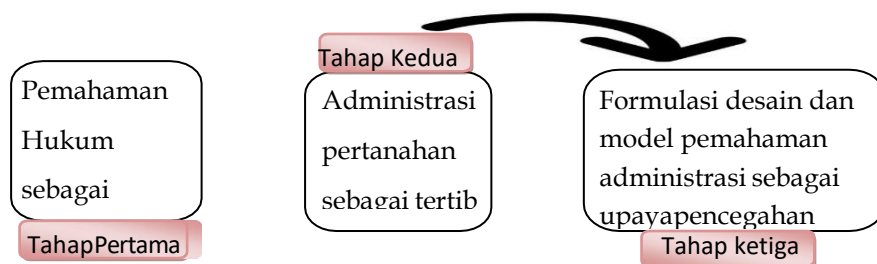 Pemahaman
Hukum
sebagai
TahapPertama
Tahap Kedua
Administrasi
pertanahan
sebagai tertib
Formulasi desain dan
model pemahaman
administrasi sebagai
upayapencegahan
Tahap ketiga